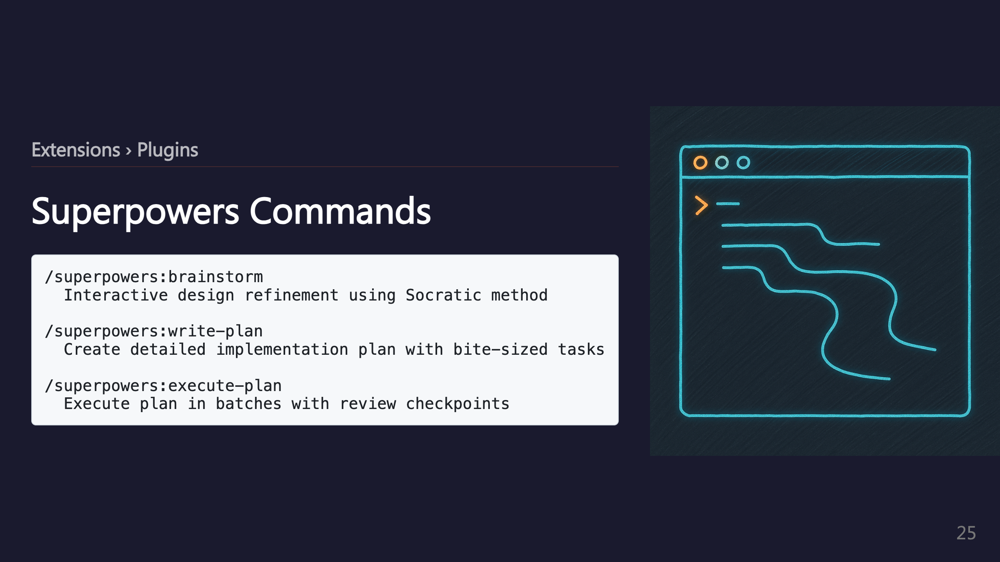 Extensions › Plugins
Superpowers Commands
/superpowers:brainstorm
Interactive design refinement using Socratic method
/superpowers:write-plan
Create detailed implementation plan with bite-sized tasks
/superpowers:execute-plan
Execute plan in batches with review checkpoints
25